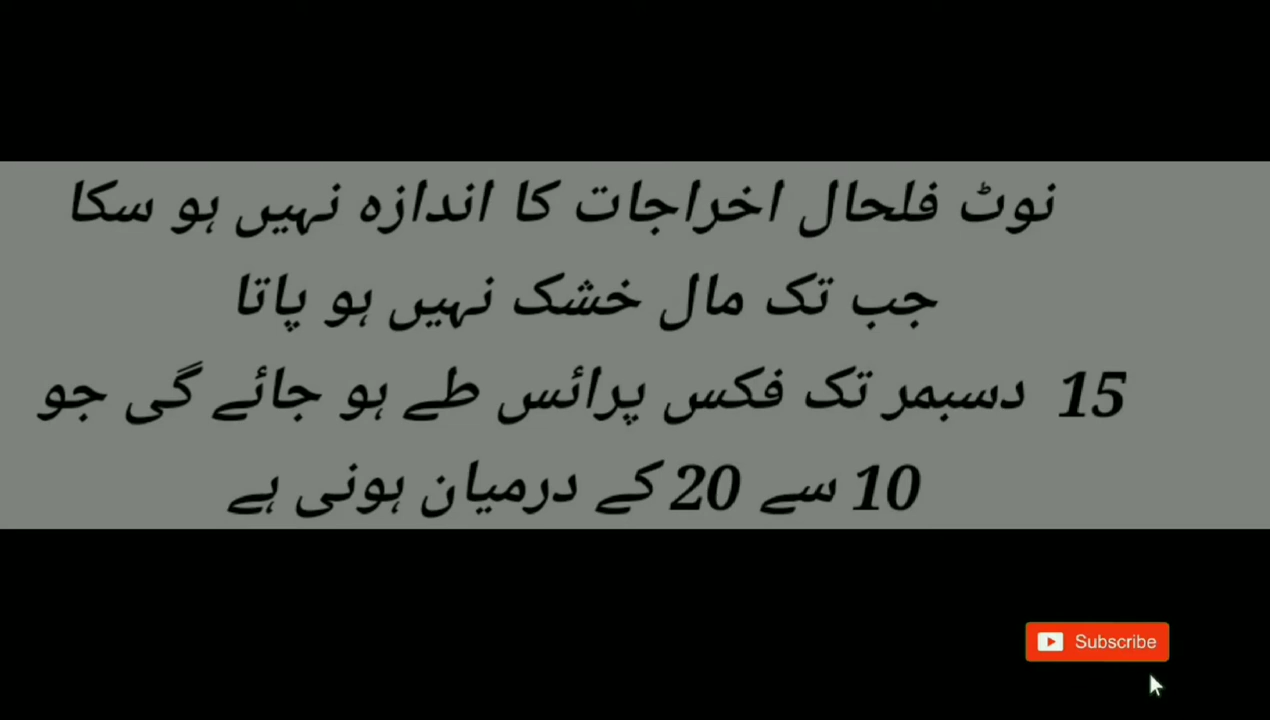 نوٹ فلحال اخراجات کا اندازہ نہیں ہو سکا
جب تک مال خشک نہیں ہو پاتا
15 دسبمر تک فکس پرائس طے ہو جائے گی جو
10 سے 20 کے درمیان ہونی ہے
Subscribe